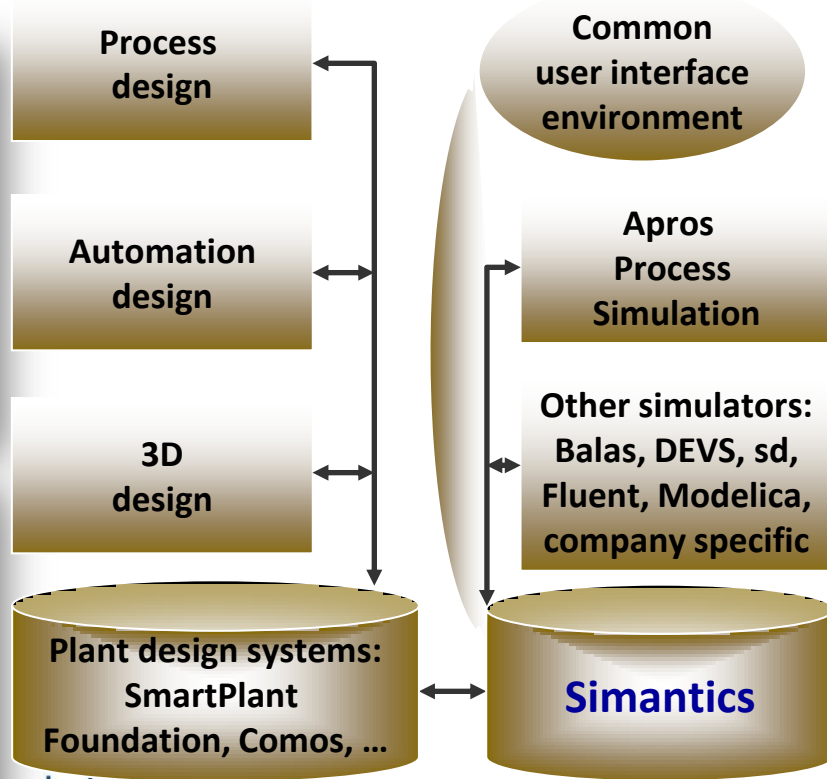 Process
design
Common
user interface
environment
Automation
design
Apros
Process
Simulation
3D
design
Other simulators:
Balas, DEVS, sd,
Fluent, Modelica,
company specific
Plant design systems:
SmartPlant
Foundation, Comos, ...
Simantics